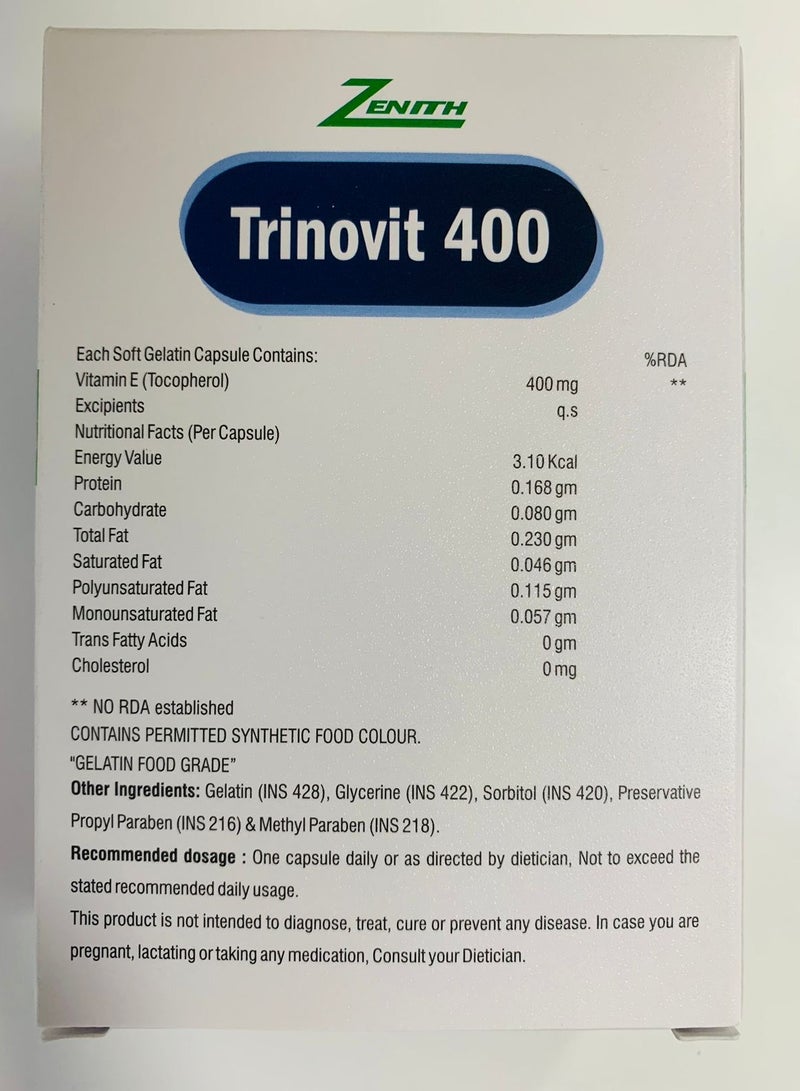 ZENITH
Trinovit 400
Each Soft Gelatin Capsule Contains: %RDA
Vitamin E (Tocopherol) 400 mg **
Excipients q.s
Nutritional Facts (Per Capsule)
Energy Value 3.10 Kcal
Protein 0.168 gm
Carbohydrate 0.080 gm
Total Fat 0.230 gm
Saturated Fat 0.046 gm
Polyunsaturated Fat 0.115 gm
Monounsaturated Fat 0.057 gm
Trans Fatty Acids 0 gm
Cholesterol 0 mg
** NO RDA established
CONTAINS PERMITTED SYNTHETIC FOOD COLOUR.
"GELATIN FOOD GRADE"
Other Ingredients: Gelatin (INS 428), Glycerine (INS 422), Sorbitol (INS 420), Preservative
Propyl Paraben (INS 216) & Methyl Paraben (INS 218).
Recommended dosage : One capsule daily or as directed by dietician, Not to exceed the
stated recommended daily usage.
This product is not intended to diagnose, treat, cure or prevent any disease. In case you are
pregnant, lactating or taking any medication, Consult your Dietician.